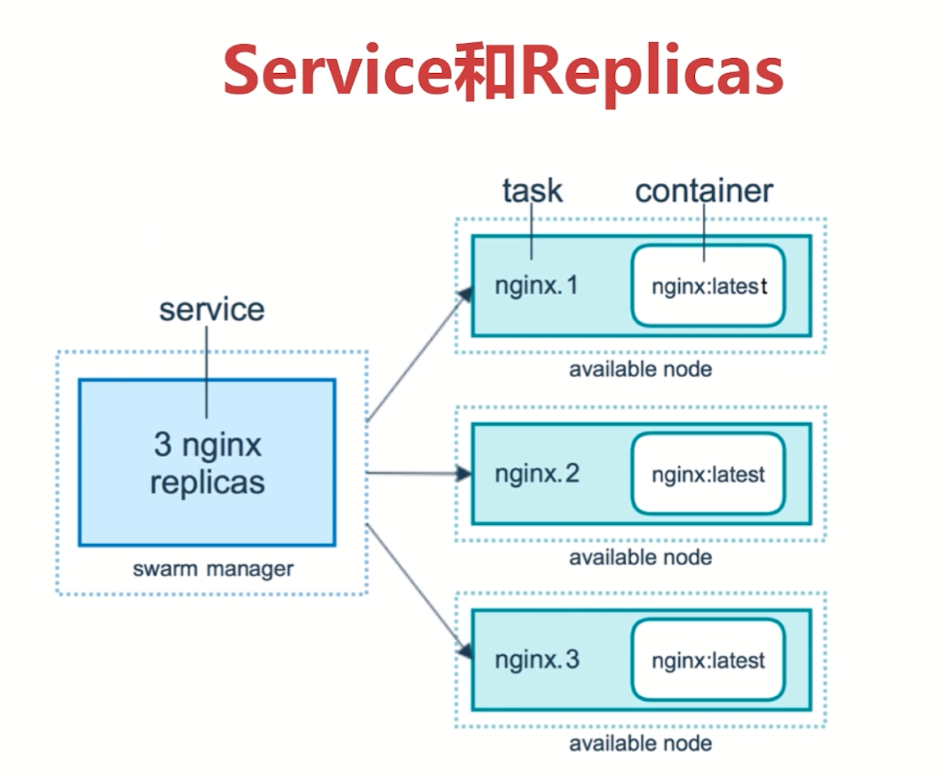 Service和Replicas
task
container
nginx.1
nginx:latest
available node
service
3 nginx
replicas
swarm manager
nginx.2
nginx:latest
available node
nginx.3
nginx:latest
available node